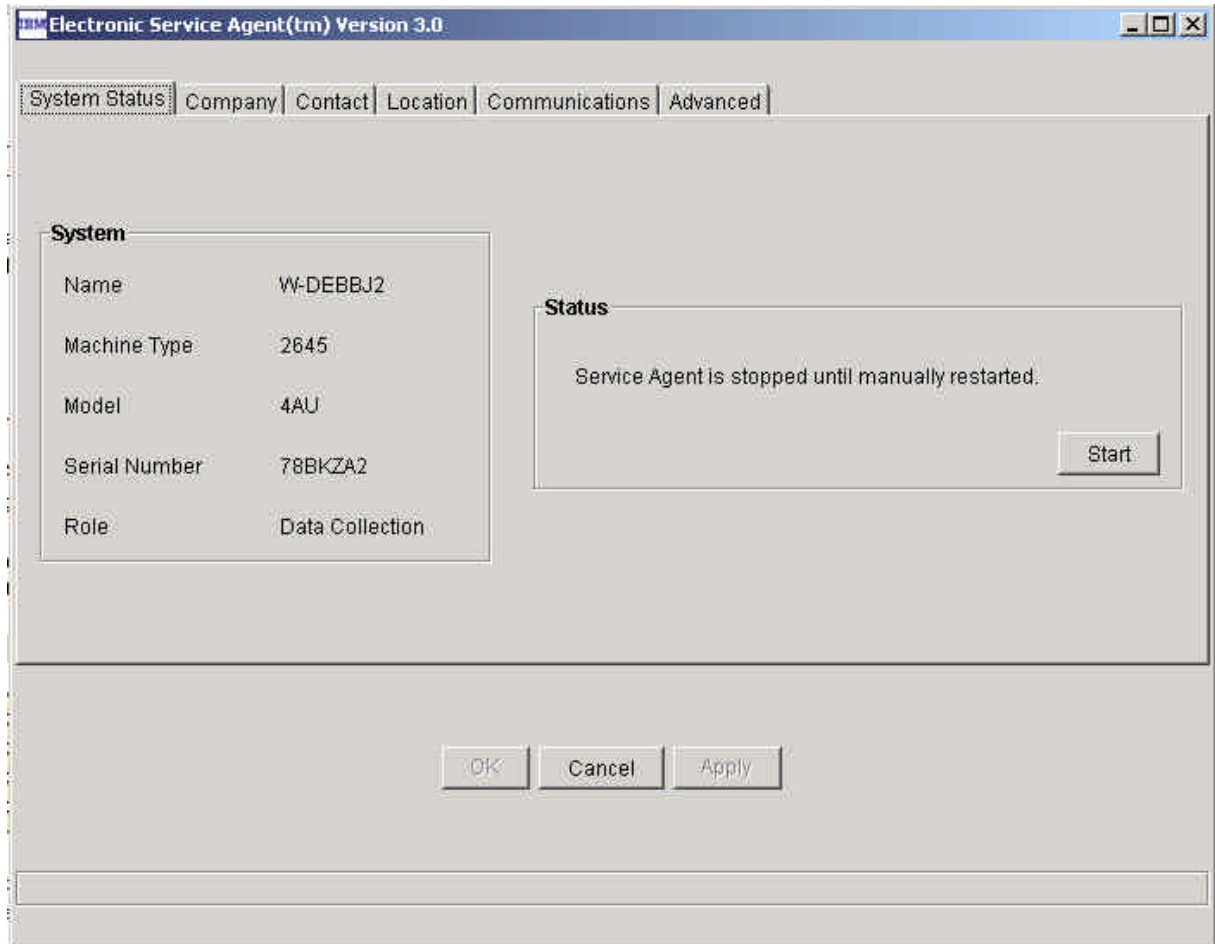 IBM Electronic Service Agent(tm) Version 3.0
System Status Company Contact Location Communications Advanced
System
Name W-DEBBJ2
Machine Type 2645
Model 4AU
Serial Number 78BKZA2
Role Data Collection
Status
Service Agent is stopped until manually restarted.
Start
OK Cancel Apply